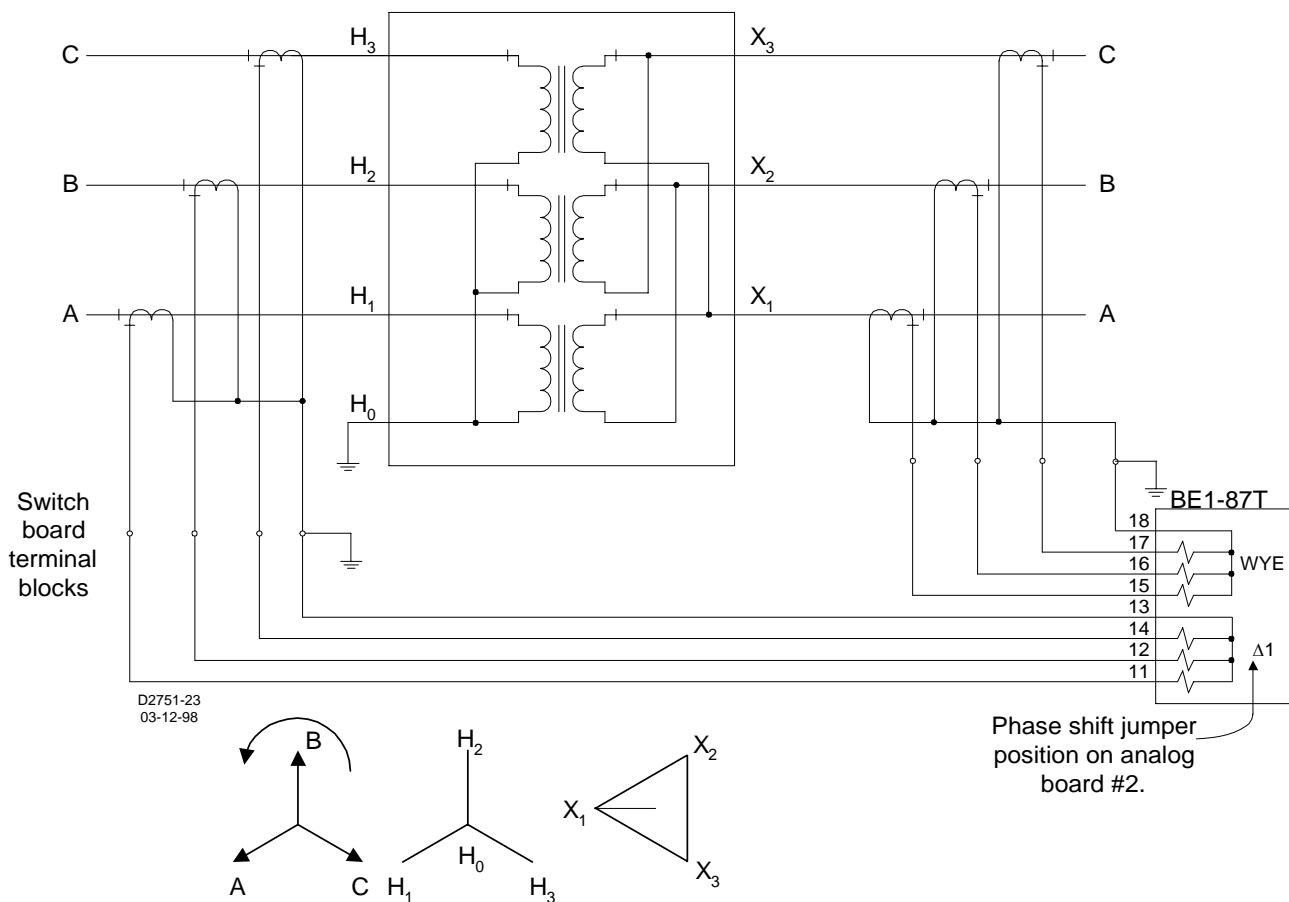 C
H₃
X₃
C
B
H₂
X₂
B
A
H₁
X₁
A
H₀
Switch
board
terminal
blocks
BE1-87T
18
17
16
15
13
14
12
11
WYE
Δ1
D2751-23
03-12-98
Phase shift jumper
position on analog
board #2.
B
A
C
H₂
H₀
H₁
H₃
X₂
X₁
X₃